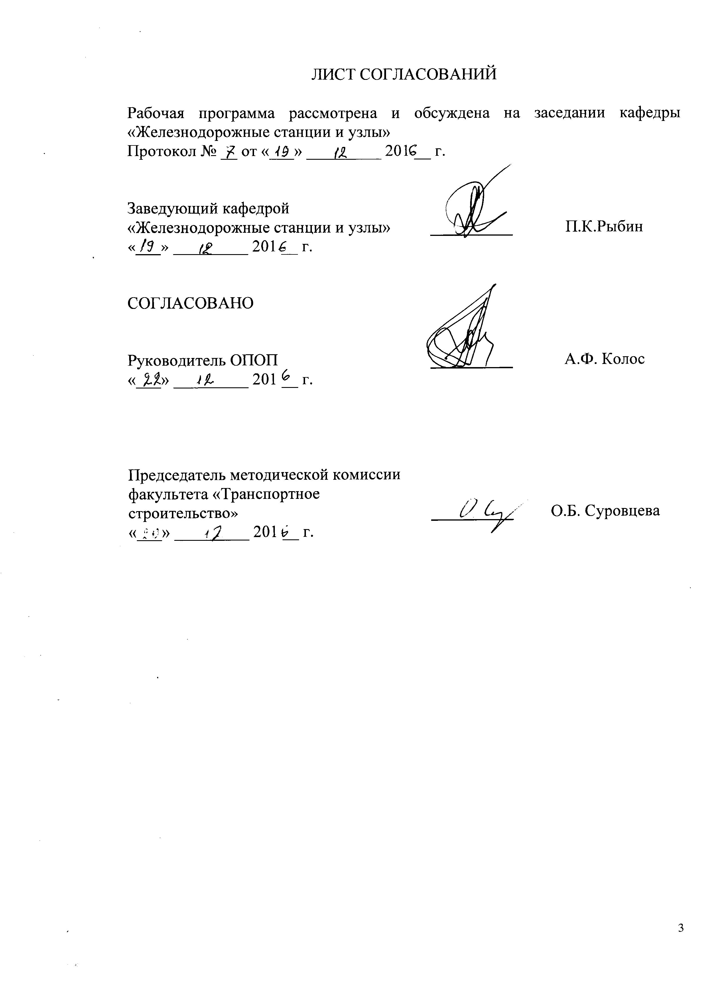 ЛИСТ СОГЛАСОВАНИЙ
Рабочая программа рассмотрена и обсуждена на заседании кафедры
«Железнодорожные станции и узлы»
Протокол № 7 от «19» 12 2016 г.
Заведующий кафедрой
«Железнодорожные станции и узлы» П.К.Рыбин
«19» 12 2016 г.
СОГЛАСОВАНО
Руководитель ОПОП А.Ф. Колос
«22» 12 2016 г.
Председатель методической комиссии
факультета «Транспортное
строительство» О.Б. Суровцева
«20» 12 2016 г.
3